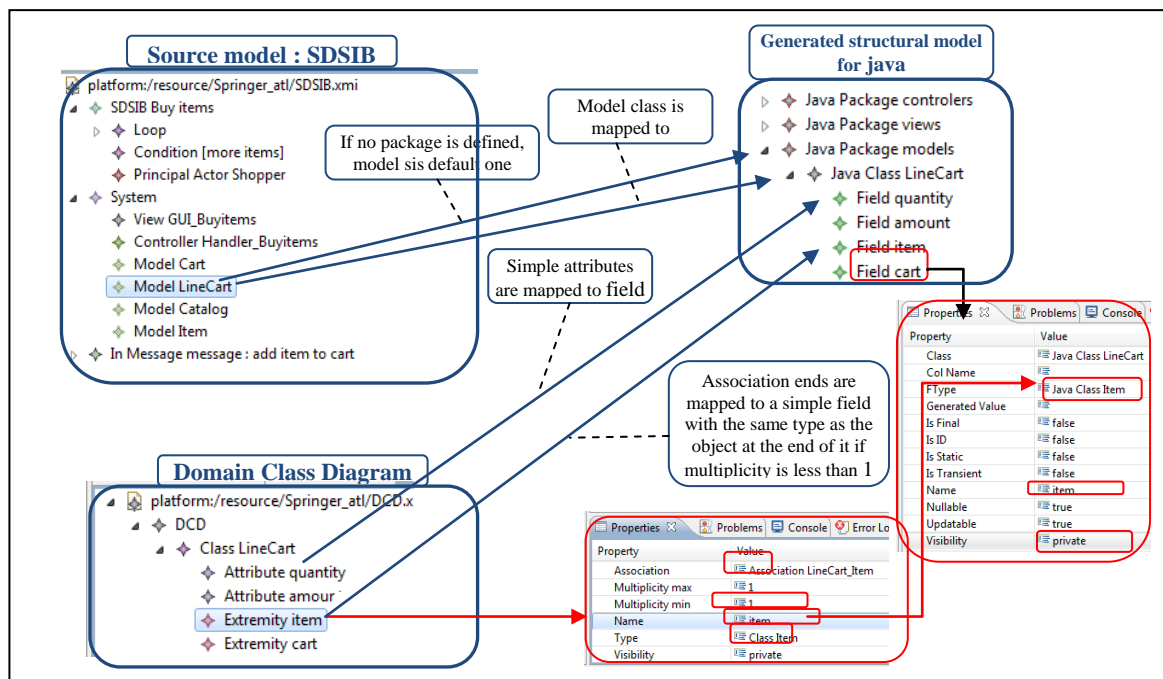 Source model : SDSIB
platform:/resource/Springer_atl/SDSIB.xmi
SDSIB Buy items
Loop
Condition [more items]
Principal Actor Shopper
System
View GUI_Buyitems
Controller Handler_Buyitems
Model Cart
Model LineCart
Model Catalog
Model Item
In Message message : add item to cart
If no package is defined,
model sis default one
Model class is
mapped to
Generated structural model
for java
Java Package controlers
Java Package views
Java Package models
Java Class LineCart
Field quantity
Field amount
Field item
Field cart
Simple attributes
are mapped to field
Association ends are
mapped to a simple field
with the same type as the
object at the end of it if
multiplicity is less than 1
Properties Problems Console
Property Value
Class Java Class LineCart
Col Name
FType Java Class Item
Generated Value
Is Final false
Is ID false
Is Static false
Is Transient false
Name item
Nullable true
Updatable true
Visibility private
Domain Class Diagram
platform:/resource/Springer_atl/DCD.x
DCD
Class LineCart
Attribute quantity
Attribute amour
Extremity item
Extremity cart
Properties Problems Console Error Lo
Property Value
Association Association LineCart_Item
Multiplicity max 1
Multiplicity min 1
Name item
Type Class Item
Visibility private